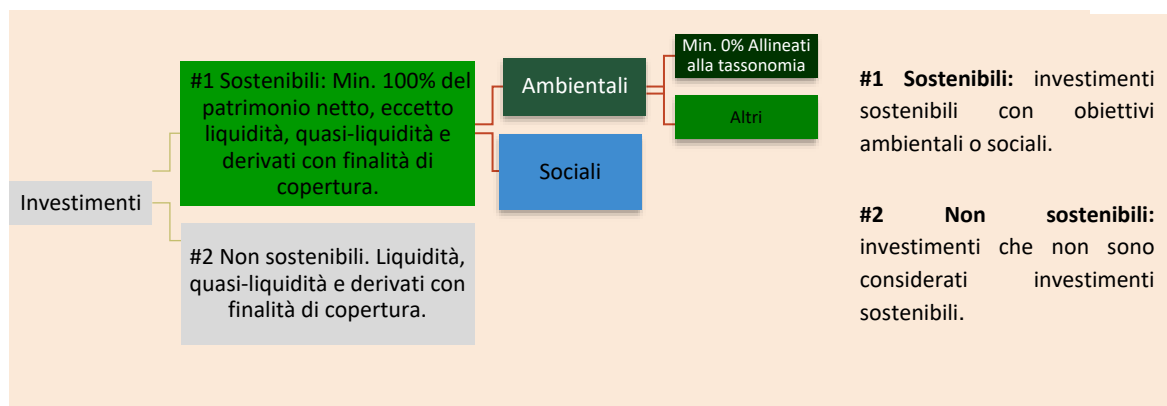 Investimenti
#1 Sostenibili: Min. 100% del
patrimonio netto, eccetto
liquidità, quasi-liquidità e
derivati con finalità di
copertura.
#2 Non sostenibili. Liquidità,
quasi-liquidità e derivati con
finalità di copertura.
Ambientali
Sociali
Min. 0% Allineati
alla tassonomia
Altri
#1 Sostenibili: investimenti
sostenibili con obiettivi
ambientali o sociali.
#2 Non sostenibili:
investimenti che non sono
considerati investimenti
sostenibili.